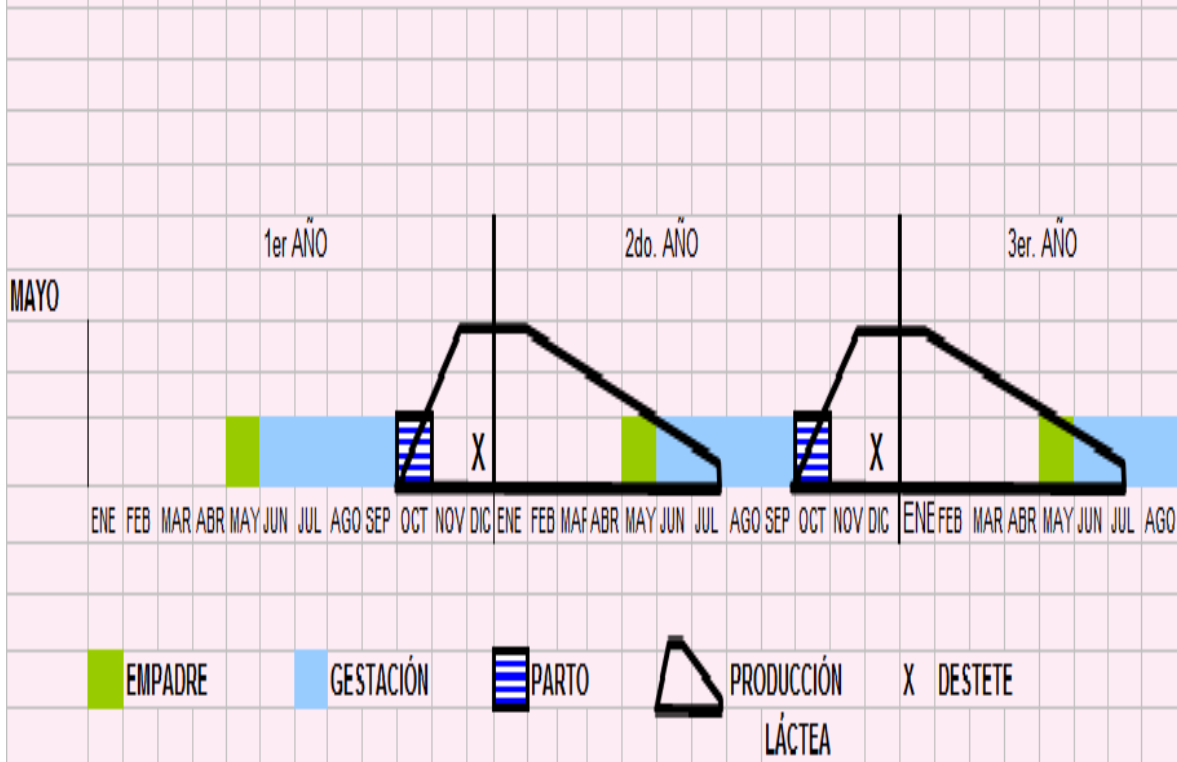 1er AÑO 2do. AÑO 3er. AÑO
MAYO
X X
ENE FEB MAR ABR MAY JUN JUL AGO SEP OCT NOV DIC ENE FEB MAR ABR MAY JUN JUL AGO SEP OCT NOV DIC ENE FEB MAR ABR MAY JUN JUL AGO
EMPADRE GESTACIÓN PARTO PRODUCCIÓN X DESTETE
LÁCTEA